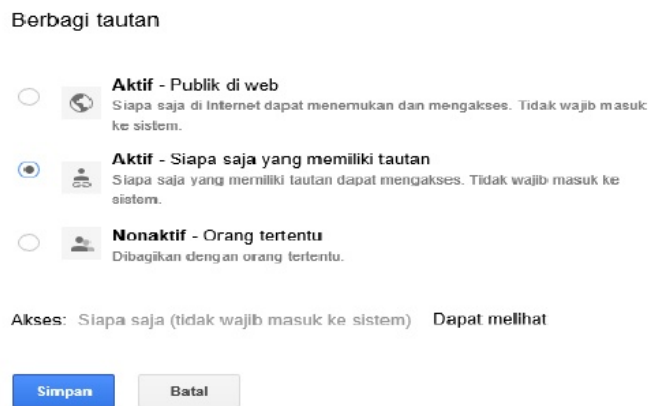 Berbagi tautan
Aktif - Publik di web
Siapa saja di Internet dapat menemukan dan mengakses. Tidak wajib masuk
ke sistem.
Aktif - Siapa saja yang memiliki tautan
Siapa saja yang memiliki tautan dapat mengakses. Tidak wajib masuk ke
sistem.
Nonaktif - Orang tertentu
Dibagikan dengan orang tertentu.
Akses: Siapa saja (tidak wajib masuk ke sistem) Dapat melihat
Simpan Batal